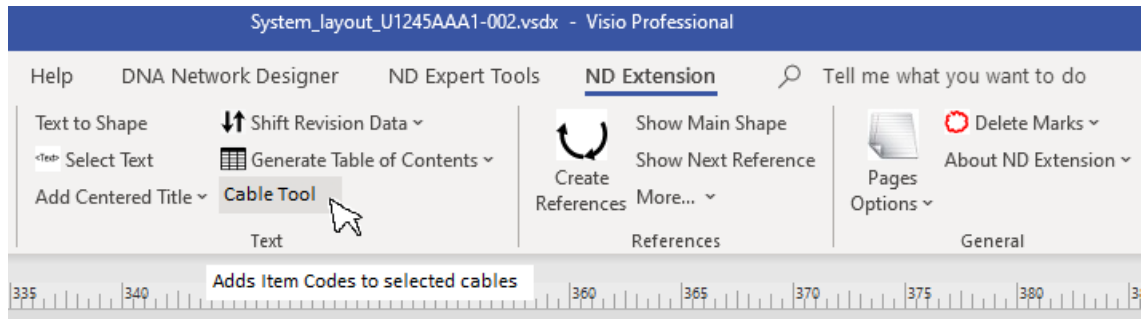 System_layout_U1245AAA1-002.vsdx - Visio Professional
Help DNA Network Designer ND Expert Tools ND Extension Tell me what you want to do
Text to Shape
<Text> Select Text
Add Centered Title
Shift Revision Data
Generate Table of Contents
Cable Tool
Text
Create
References
Show Main Shape
Show Next Reference
More...
References
Pages
Options
Delete Marks
About ND Extension
General
Adds Item Codes to selected cables
335 340 360 365 370 375 380